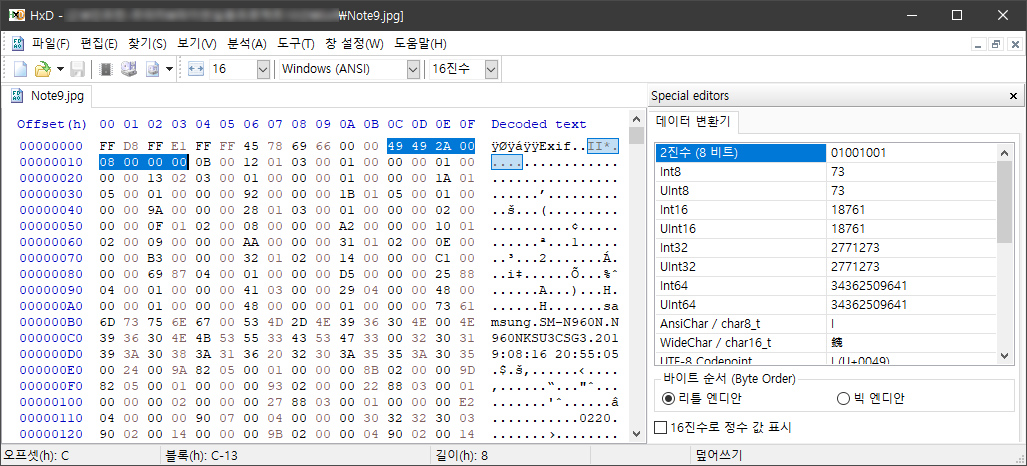 HxD - ￦Note9.jpg]
파일(F) 편집(E) 찾기(S) 보기(V) 분석(A) 도구(T) 창 설정(W) 도움말(H)
16 Windows (ANSI) 16진수
Note9.jpg
Offset(h) 00 01 02 03 04 05 06 07 08 09 0A 0B 0C 0D 0E 0F Decoded text
00000000 FF D8 FF E1 FF FF 45 78 69 66 00 00 49 49 2A 00 ÿØÿáÿÿExif..II*.
00000010 08 00 00 00 0B 00 12 01 03 00 01 00 00 00 01 00 ................
00000020 00 00 13 02 03 00 01 00 00 00 01 00 00 00 1A 01 ................
00000030 05 00 01 00 00 00 92 00 00 00 1B 01 05 00 01 00 ......’.........
00000040 00 00 9A 00 00 00 28 01 03 00 01 00 00 00 02 00 ..š...(.........
00000050 00 00 0F 01 02 00 08 00 00 00 A2 00 00 00 10 01 ..........¢.....
00000060 02 00 09 00 00 00 AA 00 00 00 31 01 02 00 0E 00 ......ª...1.....
00000070 00 00 B3 00 00 00 32 01 02 00 14 00 00 00 C1 00 ..³...2.......Á.
00000080 00 00 69 87 04 00 01 00 00 00 D5 00 00 00 25 88 ..i‡......Õ...%ˆ
00000090 04 00 01 00 00 00 41 03 00 00 29 04 00 00 48 00 ......A...)...H.
000000A0 00 00 01 00 00 00 48 00 00 00 01 00 00 00 73 61 ......H.......sa
000000B0 6D 73 75 6E 67 00 53 4D 2D 4E 39 36 30 4E 00 4E msung.SM-N960N.N
000000C0 39 36 30 4E 4B 53 55 33 43 53 47 33 00 32 30 31 960NKSU3CSG3.201
000000D0 39 3A 30 38 3A 31 36 20 32 30 3A 35 35 3A 30 35 9:08:16 20:55:05
000000E0 00 24 00 9A 82 05 00 01 00 00 00 8B 02 00 00 9D .$.š‚......‹....
000000F0 82 05 00 01 00 00 00 93 02 00 00 22 88 03 00 01 ‚......“..."ˆ...
00000100 00 00 00 02 00 00 00 27 88 03 00 01 00 00 00 E2 .......'ˆ......â
00000110 04 00 00 00 90 07 00 04 00 00 00 30 32 32 30 03 ...........0220.
00000120 90 02 00 14 00 00 00 9B 02 00 00 04 90 02 00 14 .......›........
Special editors
데이터 변환기
2진수 (8 비트) 01001001
Int8 73
UInt8 73
Int16 18761
UInt16 18761
Int32 2771273
UInt32 2771273
Int64 34362509641
UInt64 34362509641
AnsiChar / char8_t I
WideChar / char16_t 䥉
UTF-8 Codepoint I (U+0049)
바이트 순서 (Byte Order)
리틀 엔디안 빅 엔디안
16진수로 정수 값 표시
오프셋(h): C 블록(h): C-13 길이(h): 8 덮어쓰기